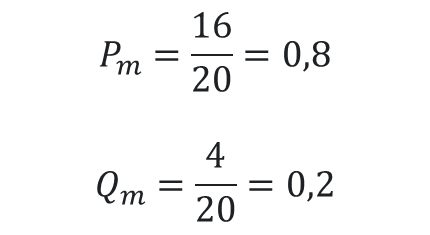 P_m = 16/20 = 0,8
Q_m = 4/20 = 0,2